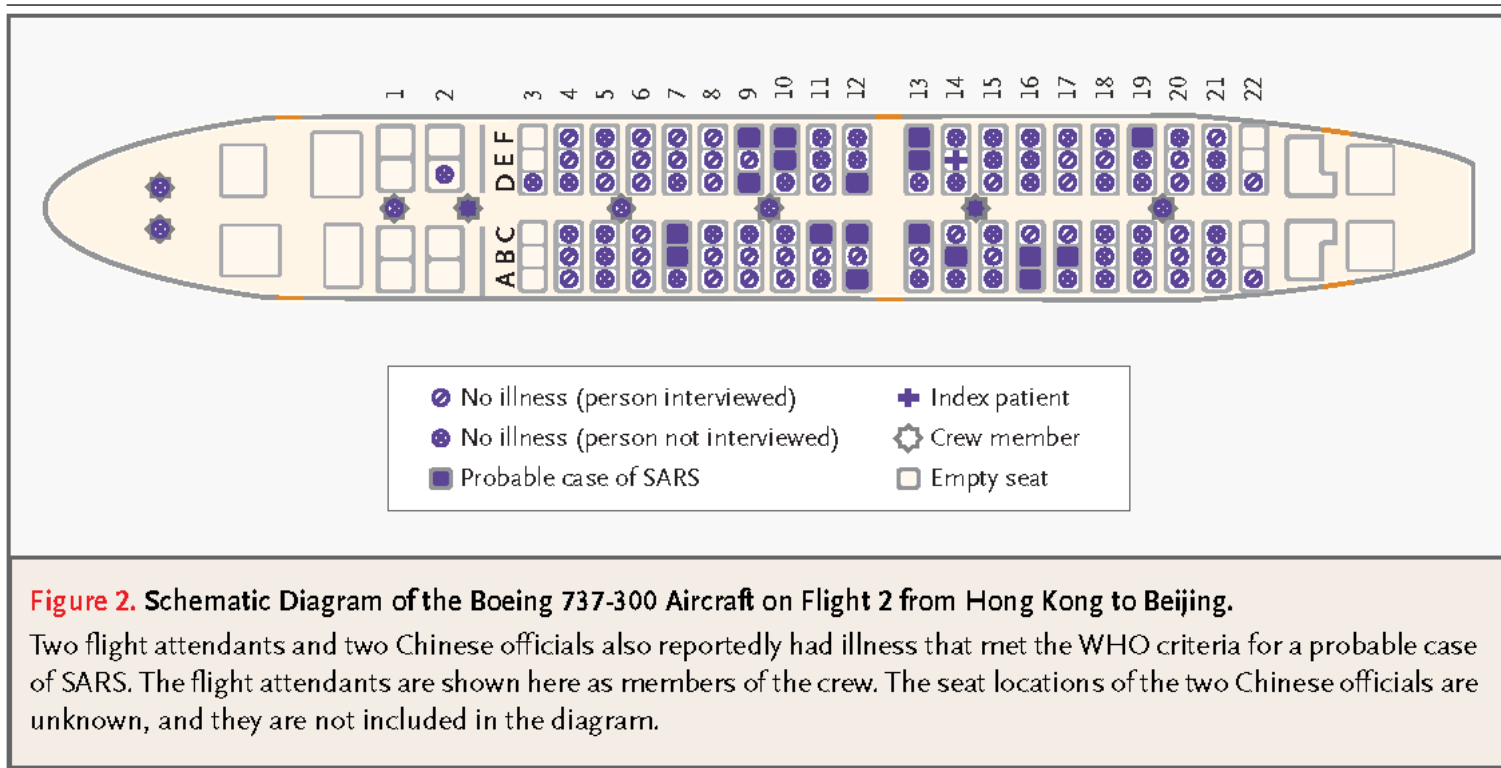 1 2 3 4 5 6 7 8 9 10 11 12 13 14 15 16 17 18 19 20 21 22
D E F
A B C
No illness (person interviewed)
No illness (person not interviewed)
Probable case of SARS
Index patient
Crew member
Empty seat
Figure 2. Schematic Diagram of the Boeing 737-300 Aircraft on Flight 2 from Hong Kong to Beijing.
Two flight attendants and two Chinese officials also reportedly had illness that met the WHO criteria for a probable case
of SARS. The flight attendants are shown here as members of the crew. The seat locations of the two Chinese officials are
unknown, and they are not included in the diagram.